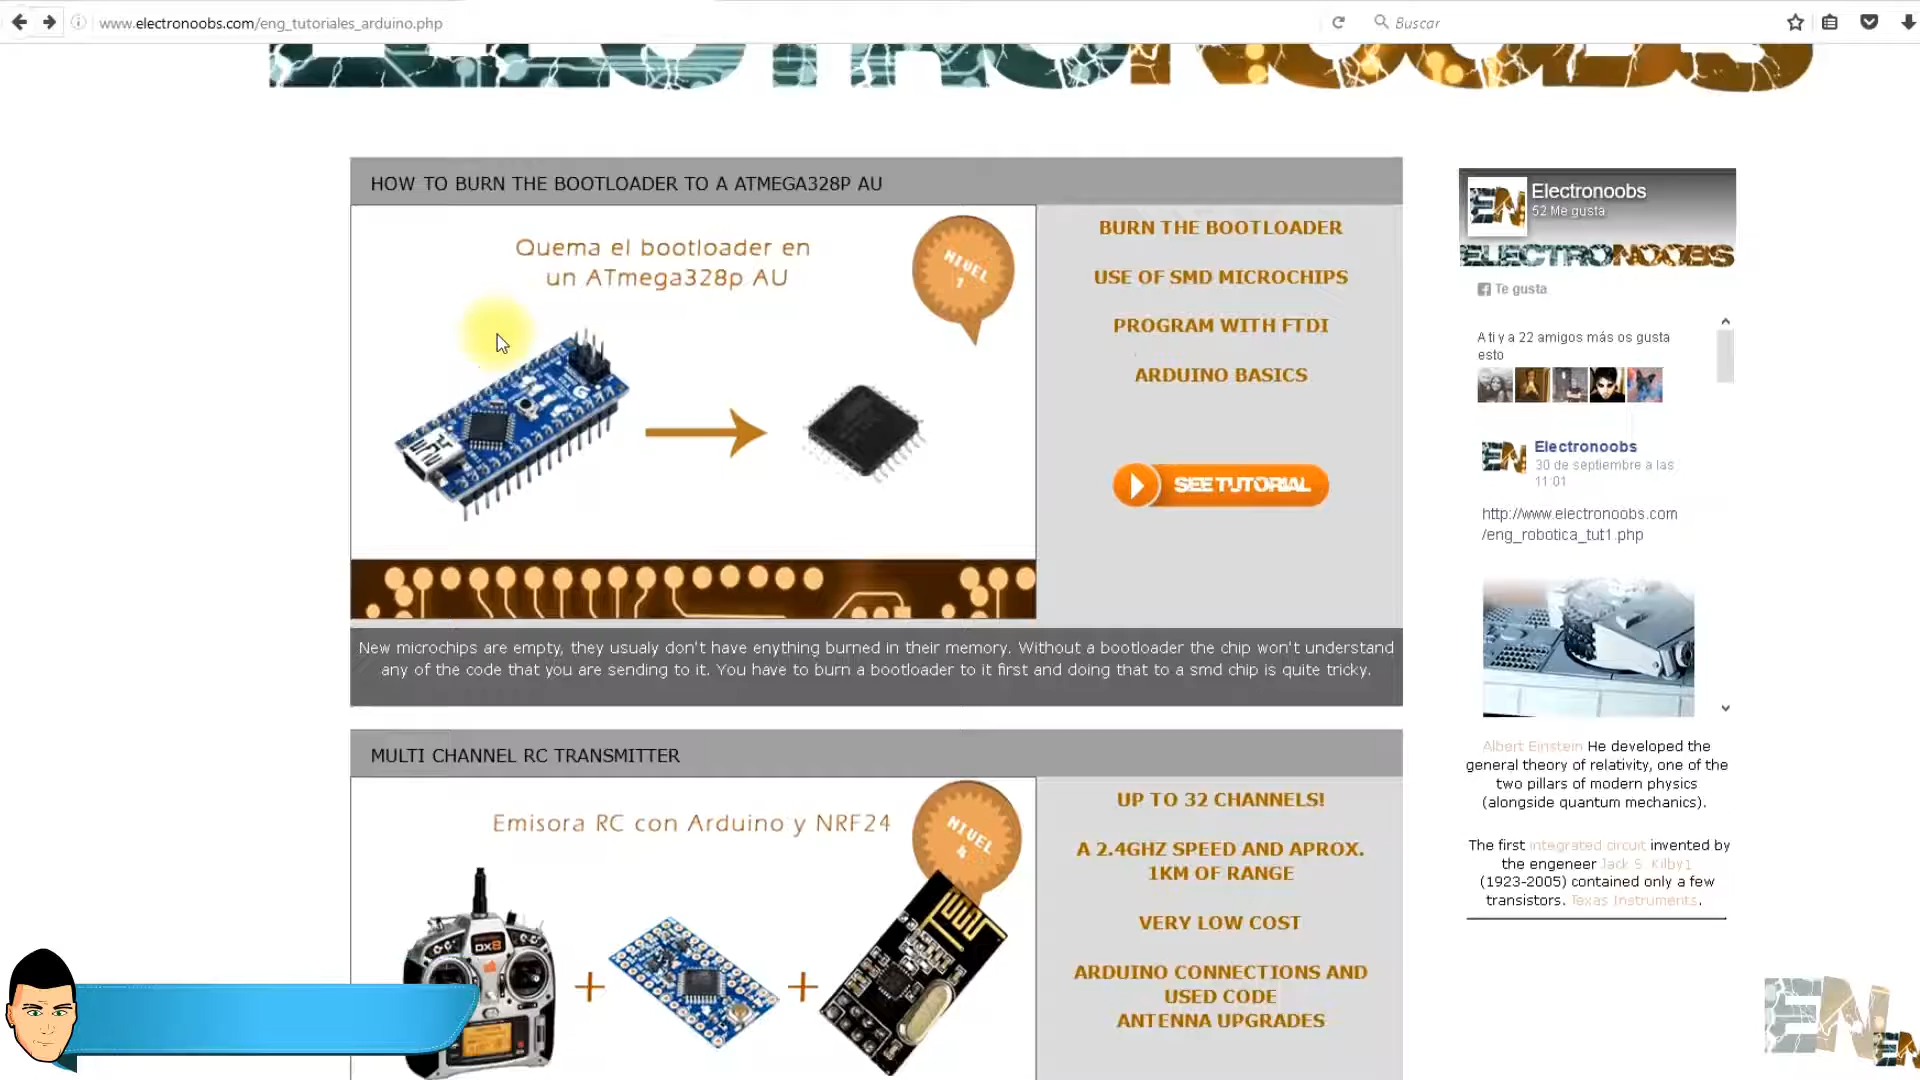 www.electronoobs.com/eng_tutoriales_arduino.php
Buscar
ELECTRONOOBS
HOW TO BURN THE BOOTLOADER TO A ATMEGA328P AU
Quema el bootloader en
un ATmega328p AU
NIVEL
1
BURN THE BOOTLOADER
USE OF SMD MICROCHIPS
PROGRAM WITH FTDI
ARDUINO BASICS
SEE TUTORIAL
New microchips are empty, they usualy don't have enything burned in their memory. Without a bootloader the chip won't understand
any of the code that you are sending to it. You have to burn a bootloader to it first and doing that to a smd chip is quite tricky.
MULTI CHANNEL RC TRANSMITTER
Emisora RC con Arduino y NRF24
NIVEL
4
DX8
UP TO 32 CHANNELS!
A 2.4GHZ SPEED AND APROX.
1KM OF RANGE
VERY LOW COST
ARDUINO CONNECTIONS AND
USED CODE
ANTENNA UPGRADES
EN
Electronoobs
52 Me gusta
ELECTRONOOBS
Te gusta
A ti y a 22 amigos más os gusta
esto
EN
Electronoobs
30 de septiembre a las
11:01
http://www.electronoobs.com
/eng_robotica_tut1.php
Albert Einstein He developed the
general theory of relativity, one of the
two pillars of modern physics
(alongside quantum mechanics).
The first integrated circuit invented by
the engeneer Jack S. Kilby1
(1923-2005) contained only a few
transistors. Texas Instruments.
EN
EN